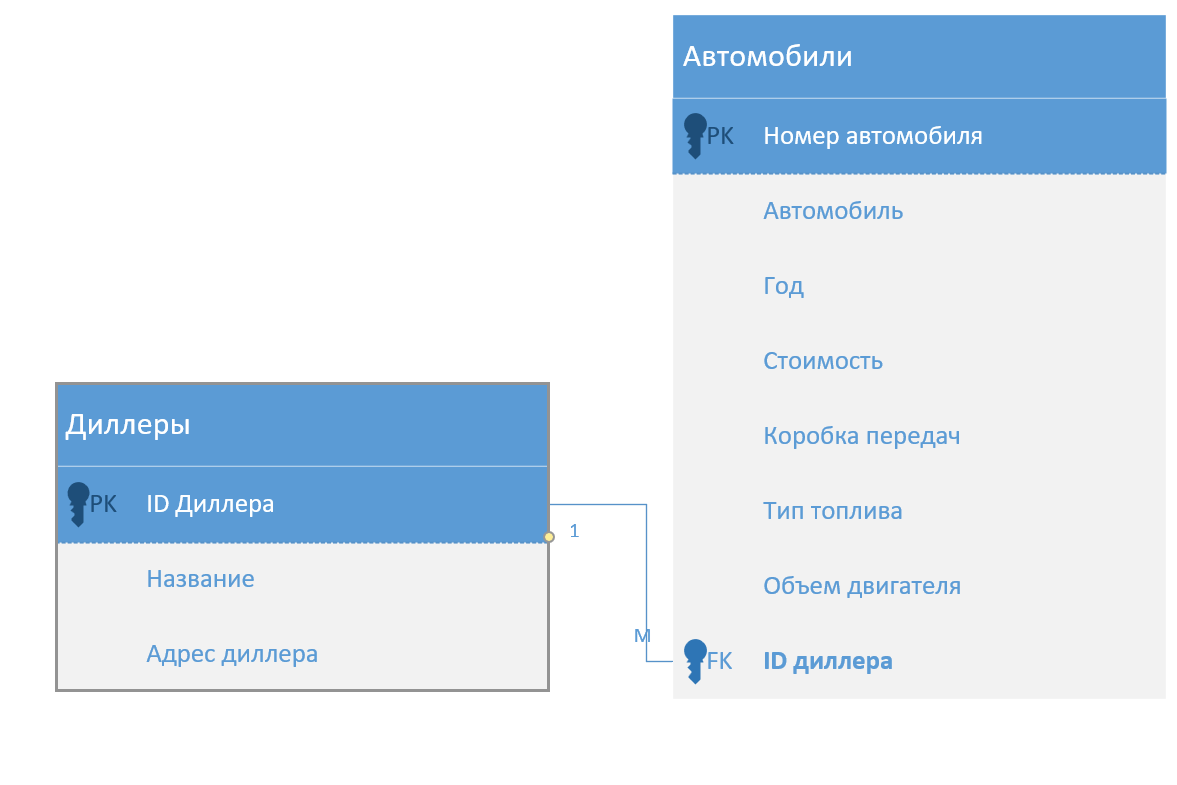 Автомобили
PK Номер автомобиля
Автомобиль
Год
Стоимость
Коробка передач
Тип топлива
Объем двигателя
FK ID диллера
Диллеры
PK ID Диллера
Название
Адрес диллера
1
М